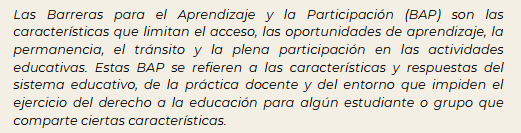 Las Barreras para el Aprendizaje y la Participación (BAP) son las
características que limitan el acceso, las oportunidades de aprendizaje, la
permanencia, el tránsito y la plena participación en las actividades
educativas. Estas BAP se refieren a las características y respuestas del
sistema educativo, de la práctica docente y del entorno que impiden el
ejercicio del derecho a la educación para algún estudiante o grupo que
comparte ciertas características.